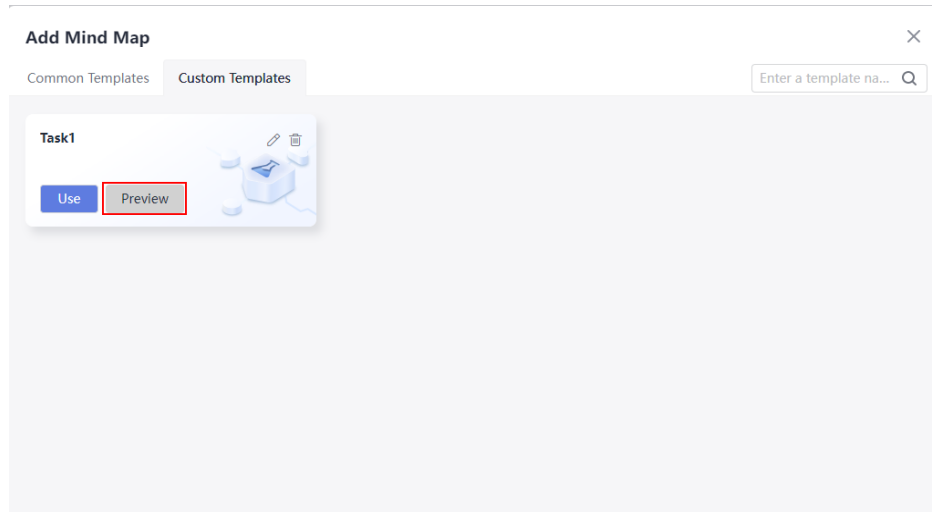 Add Mind Map
Common Templates Custom Templates Enter a template na...
Task1
Use Preview